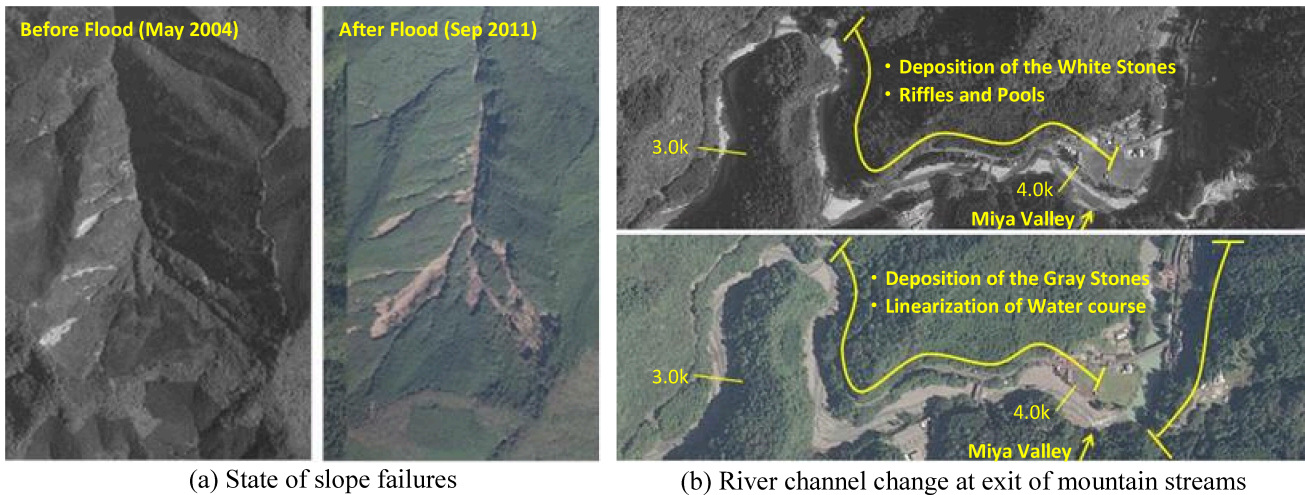 Before Flood (May 2004)
After Flood (Sep 2011)
• Deposition of the White Stones
• Riffles and Pools
3.0k
4.0k
Miya Valley
• Deposition of the Gray Stones
• Linearization of Water course
3.0k
4.0k
Miya Valley
(a) State of slope failures
(b) River channel change at exit of mountain streams